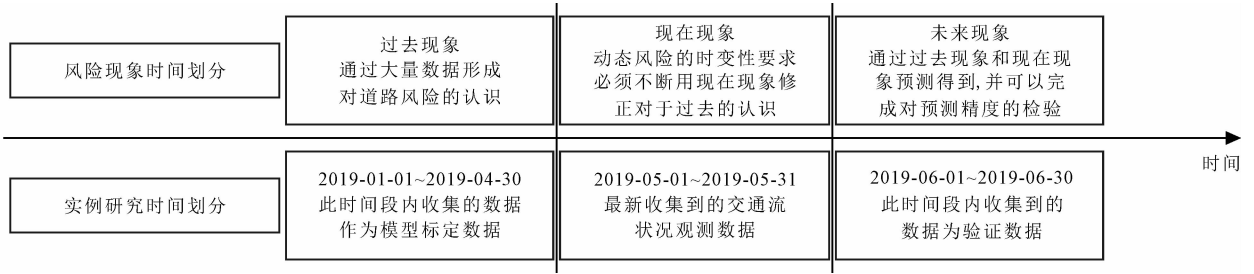 风险现象时间划分
过去现象
通过大量数据形成
对道路风险的认识
现在现象
动态风险的时变性要求
必须不断用现在现象修
正对于过去的认识
未来现象
通过过去现象和现在现
象预测得到,并可以完
成对预测精度的检验
时间
实例研究时间划分
2019-01-01~2019-04-30
此时间段内收集的数据
作为模型标定数据
2019-05-01~2019-05-31
最新收集到的交通流
状况观测数据
2019-06-01~2019-06-30
此时间段内收集到的
数据为验证数据